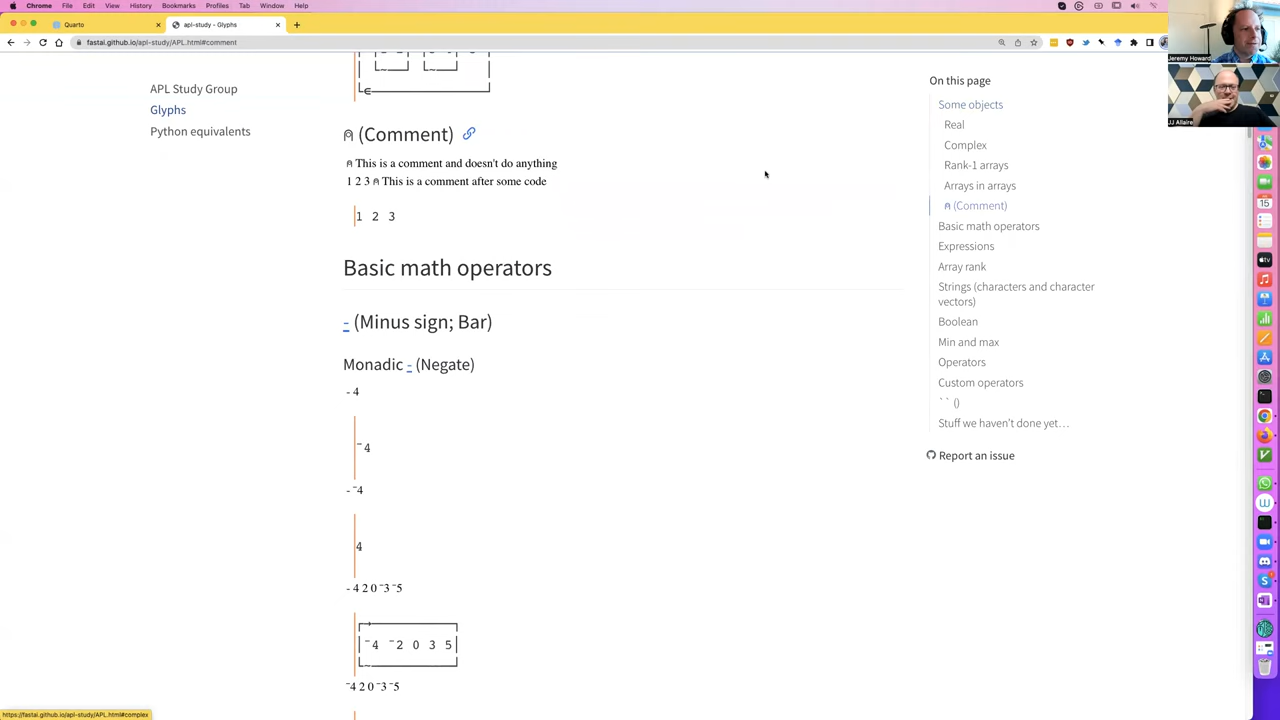 Chrome File Edit View History Bookmarks Profiles Tab Window Help
Quarto
apl-study - Glyphs
fastai.github.io/apl-study/APL.html#comment
Jeremy Howard
JJ Allaire
APL Study Group
Glyphs
Python equivalents
⍝ (Comment)
⍝ This is a comment and doesn't do anything
1 2 3 ⍝ This is a comment after some code
1 2 3
Basic math operators
- (Minus sign; Bar)
Monadic - (Negate)
- 4
¯4
- ¯4
4
- 4 2 0 ¯3 ¯5
¯4 ¯2 0 3 5
¯4 2 0 ¯3 ¯5
On this page
Some objects
Real
Complex
Rank-1 arrays
Arrays in arrays
⍝ (Comment)
Basic math operators
Expressions
Array rank
Strings (characters and character
vectors)
Boolean
Min and max
Operators
Custom operators
`` ()
Stuff we haven't done yet…
Report an issue
https://fastai.github.io/apl-study/APL.html#complex